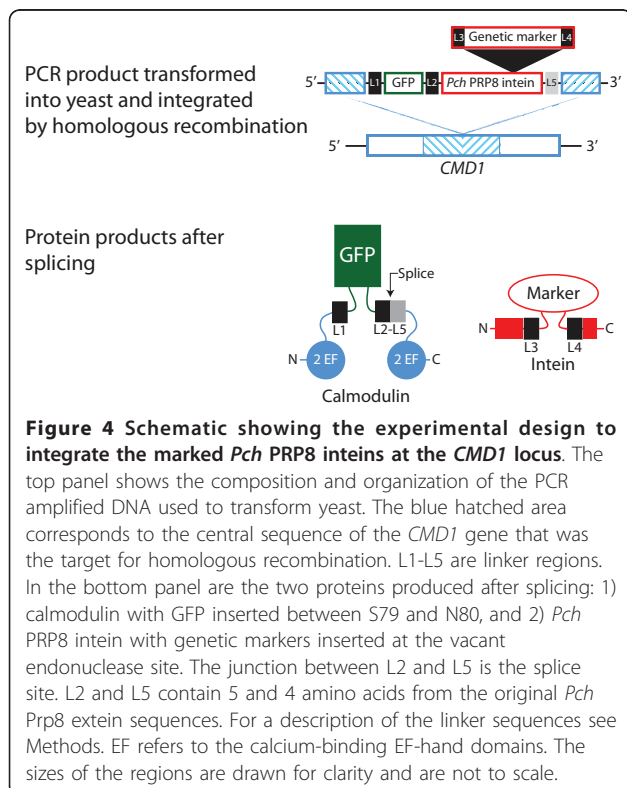 L3 Genetic marker L4
PCR product transformed
into yeast and integrated
by homologous recombination
5′ L1 GFP L2 Pch PRP8 intein L5 3′
5′ 3′
CMD1
Protein products after
splicing
GFP
Splice
L1 L2-L5
N 2 EF 2 EF C
Calmodulin
Marker
N C
L3 L4
Intein
Figure 4 Schematic showing the experimental design to
integrate the marked Pch PRP8 inteins at the CMD1 locus. The
top panel shows the composition and organization of the PCR
amplified DNA used to transform yeast. The blue hatched area
corresponds to the central sequence of the CMD1 gene that was
the target for homologous recombination. L1-L5 are linker regions.
In the bottom panel are the two proteins produced after splicing: 1)
calmodulin with GFP inserted between S79 and N80, and 2) Pch
PRP8 intein with genetic markers inserted at the vacant
endonuclease site. The junction between L2 and L5 is the splice
site. L2 and L5 contain 5 and 4 amino acids from the original Pch
Prp8 extein sequences. For a description of the linker sequences see
Methods. EF refers to the calcium-binding EF-hand domains. The
sizes of the regions are drawn for clarity and are not to scale.